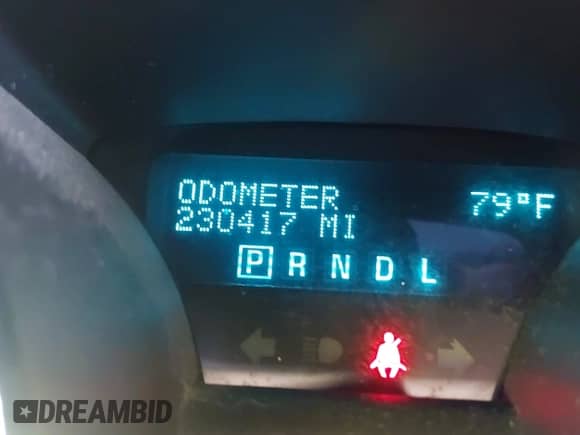 ODOMETER 79°F
230417 MI
P R N D L
DREAMBID